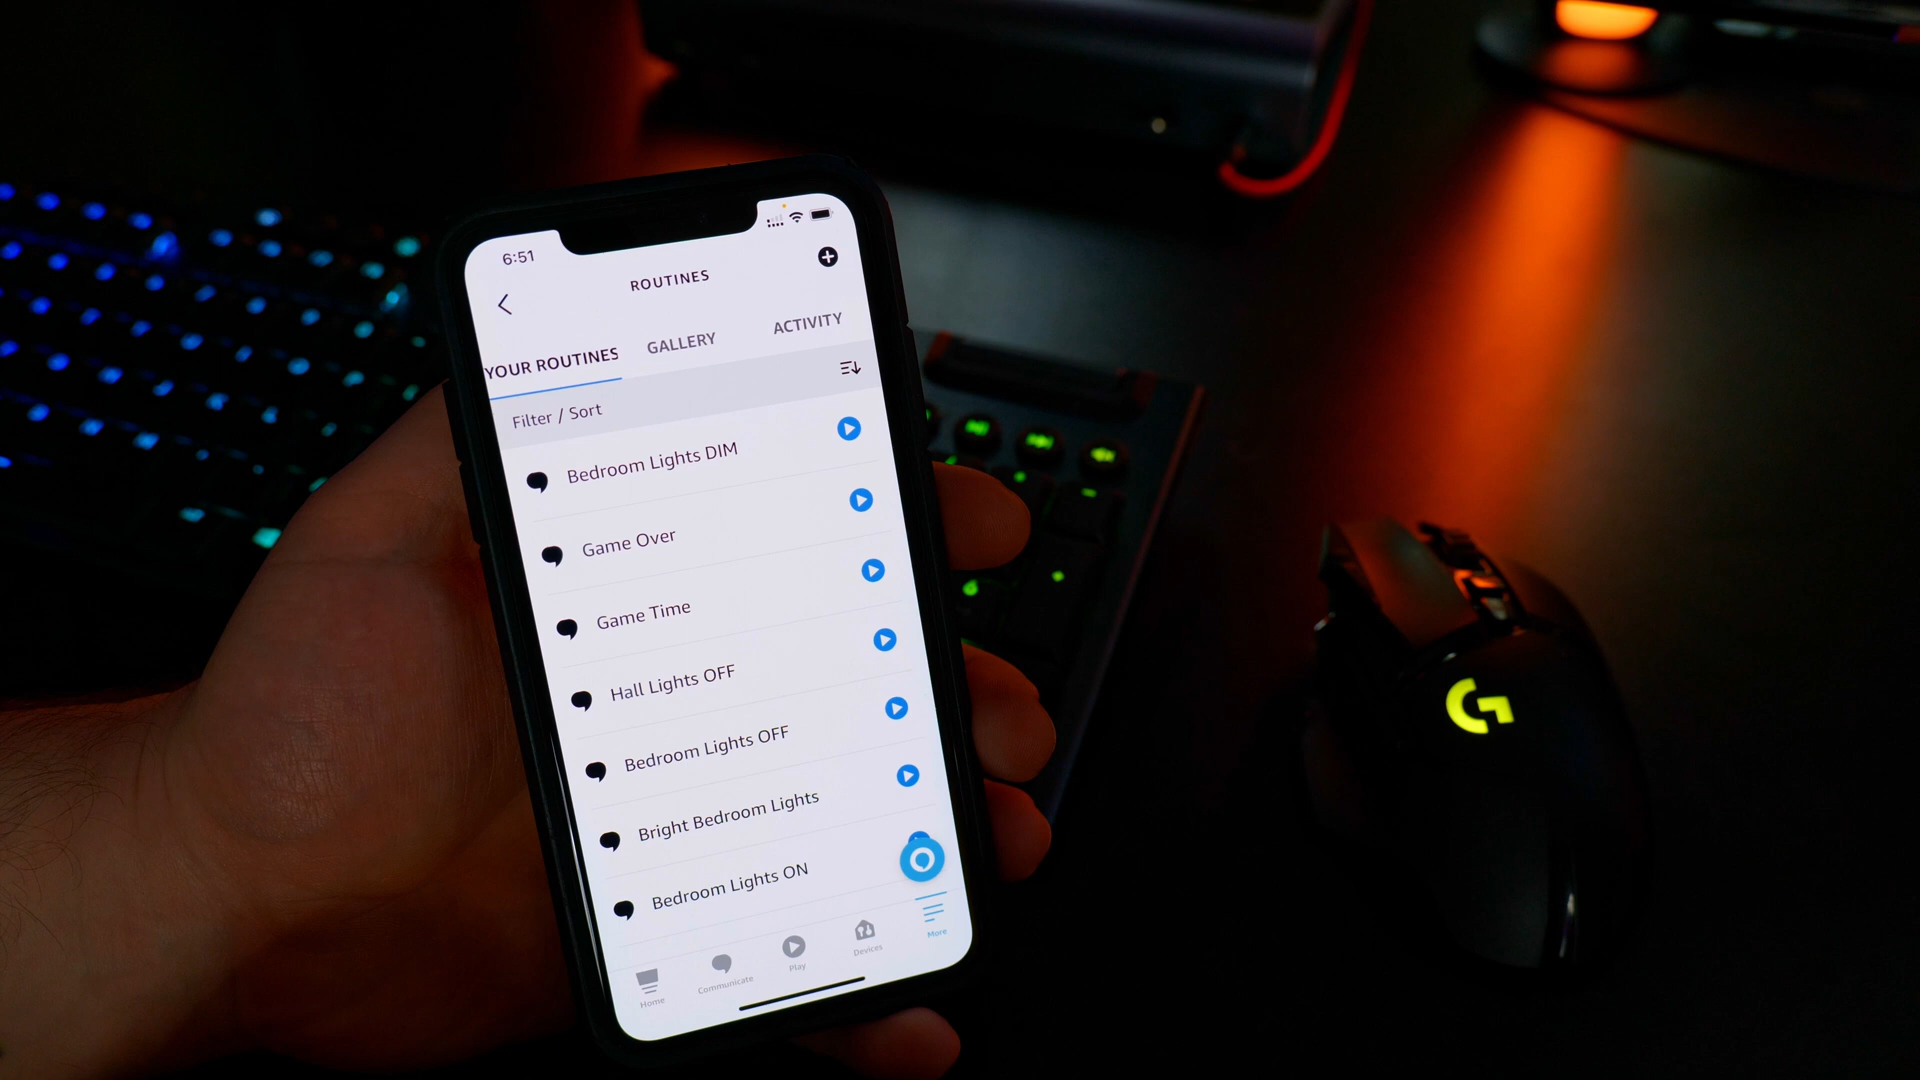 6:51
ROUTINES
YOUR ROUTINES
GALLERY
ACTIVITY
Filter / Sort
Bedroom Lights DIM
Game Over
Game Time
Hall Lights OFF
Bedroom Lights OFF
Bright Bedroom Lights
Bedroom Lights ON
Home
Communicate
Play
Devices
More
G